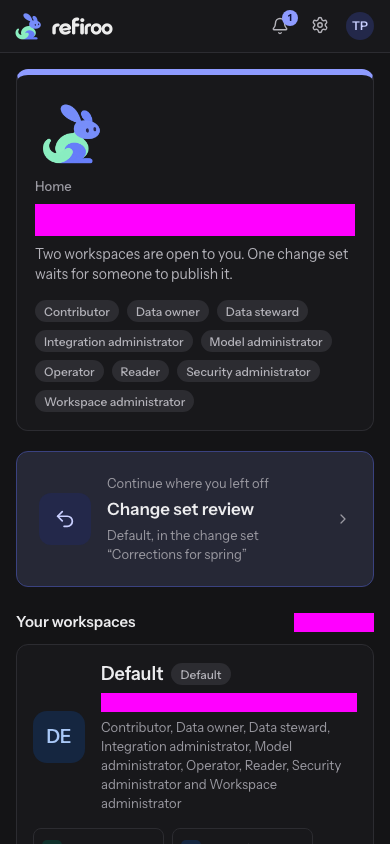 refiroo
1
TP
Home
Two workspaces are open to you. One change set
waits for someone to publish it.
Contributor
Data owner
Data steward
Integration administrator
Model administrator
Operator
Reader
Security administrator
Workspace administrator
Continue where you left off
Change set review
Default, in the change set
“Corrections for spring”
Your workspaces
Default
Default
DE
Contributor, Data owner, Data steward,
Integration administrator, Model
administrator, Operator, Reader, Security
administrator and Workspace
administrator